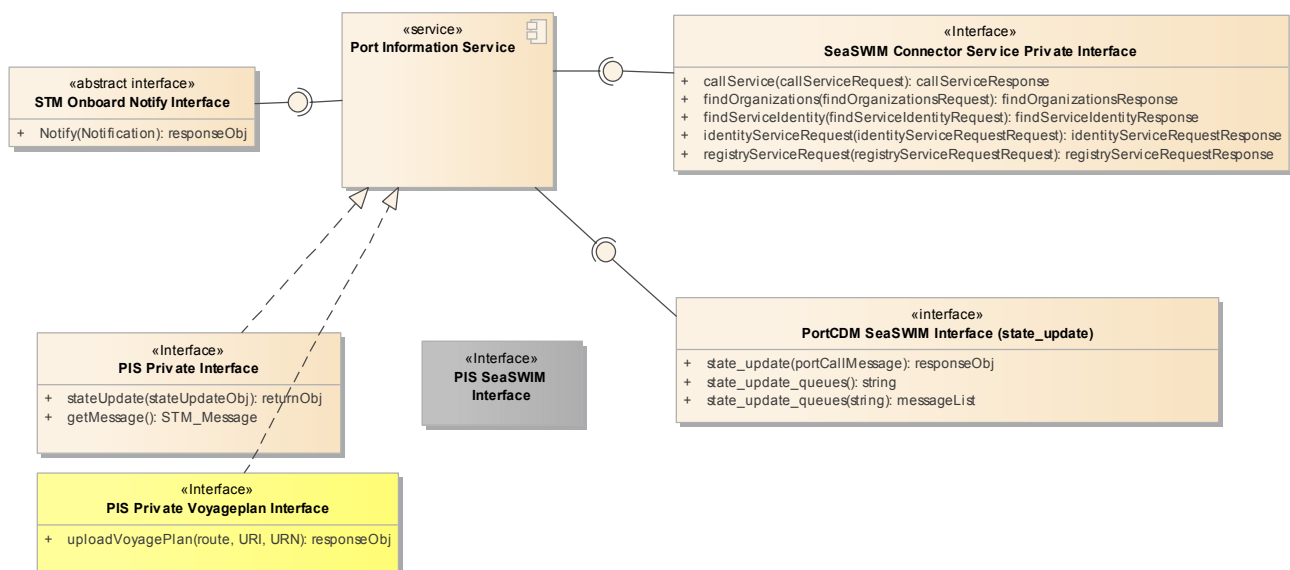 «service»
Port Information Service
«Interface»
SeaSWIM Connector Service Private Interface
+ callService(callServiceRequest): callServiceResponse
+ findOrganizations(findOrganizationsRequest): findOrganizationsResponse
+ findServiceIdentity(findServiceIdentityRequest): findServiceIdentityResponse
+ identityServiceRequest(identityServiceRequestRequest): identityServiceRequestResponse
+ registryServiceRequest(registryServiceRequestRequest): registryServiceRequestResponse
«abstract interface»
STM Onboard Notify Interface
+ Notify(Notification): responseObj
«interface»
PortCDM SeaSWIM Interface (state_update)
+ state_update(portCallMessage): responseObj
+ state_update_queues(): string
+ state_update_queues(string): messageList
«Interface»
PIS Private Interface
+ stateUpdate(stateUpdateObj): returnObj
+ getMessage(): STM_Message
«Interface»
PIS SeaSWIM
Interface
«Interface»
PIS Private Voyageplan Interface
+ uploadVoyagePlan(route, URI, URN): responseObj